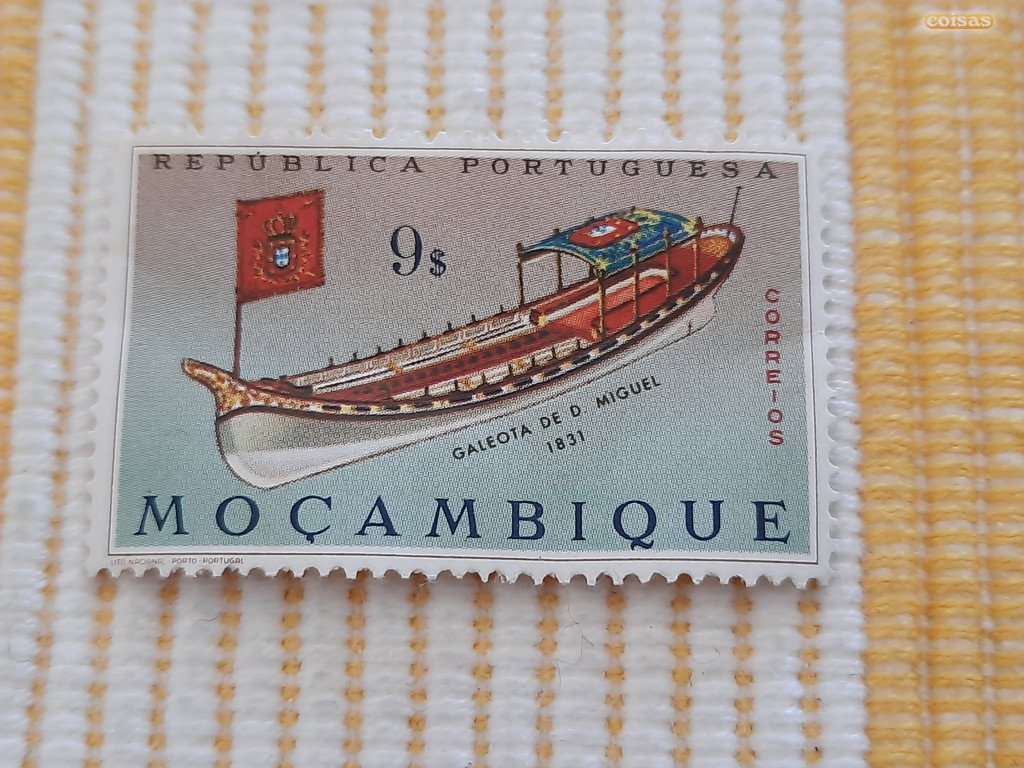 coisas
REPÚBLICA PORTUGUESA
9$
CORREIOS
GALEOTA DE D. MIGUEL
1831
MOÇAMBIQUE
LITO NACIONAL · PORTO · PORTUGAL